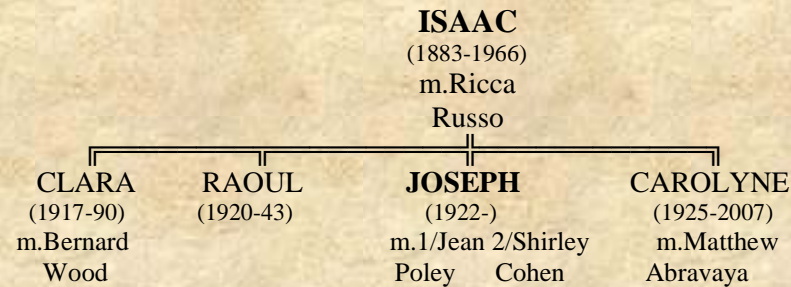 ISAAC
(1883-1966)
m.Ricca
Russo
CLARA RAOUL JOSEPH CAROLYNE
(1917-90) (1920-43) (1922-) (1925-2007)
m.Bernard m.1/Jean 2/Shirley m.Matthew
Wood Poley Cohen Abravaya